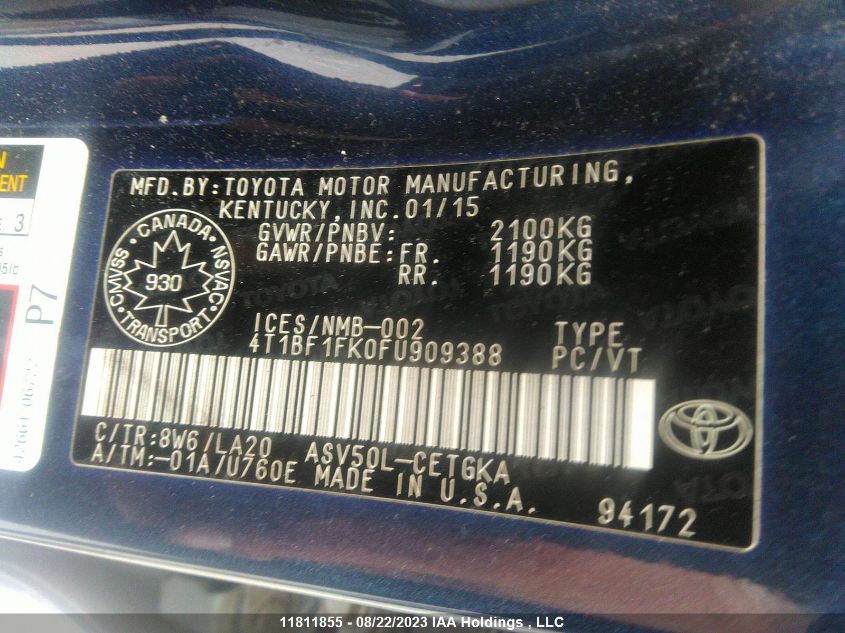 MFD.BY:TOYOTA MOTOR MANUFACTURING,
KENTUCKY,INC.01/15
GVWR/PNBV: 2100KG
GAWR/PNBE:FR. 1190KG
RR. 1190KG
CANADA
CMVSS 930 NSVAC
TRANSPORT
ICES/NMB-002
4T1BF1FK0FU909388
TYPE
PC/VT
C/TR:8W6/LA20 ASV50L-CETGKA
A/TM:-01A/U760E MADE IN U.S.A.
94172
TOYOTA
3
P7
11811855 - 08/22/2023 IAA Holdings , LLC